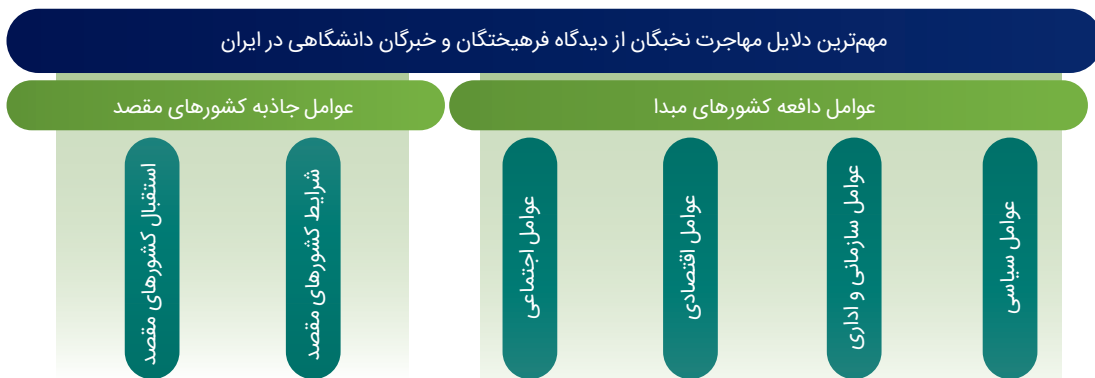 مهم‌ترین دلایل مهاجرت نخبگان از دیدگاه فرهیختگان و خبرگان دانشگاهی در ایران
عوامل دافعه کشورهای مبدا
عوامل جاذبه کشورهای مقصد
عوامل سیاسی
عوامل سازمانی و اداری
عوامل اقتصادی
عوامل اجتماعی
شرایط کشورهای مقصد
استقبال کشورهای مقصد